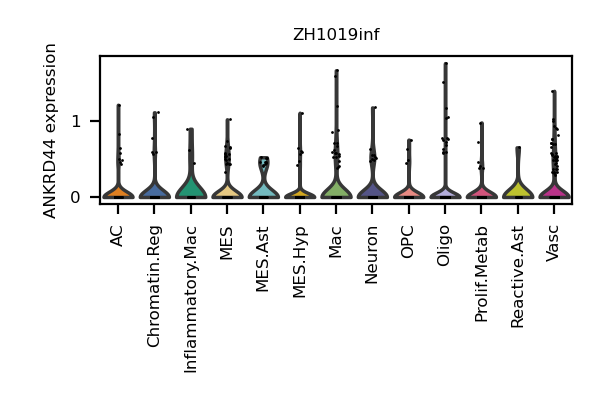 ZH1019inf
ANKRD44 expression
1
0
AC
Chromatin.Reg
Inflammatory.Mac
MES
MES.Ast
MES.Hyp
Mac
Neuron
OPC
Oligo
Prolif.Metab
Reactive.Ast
Vasc